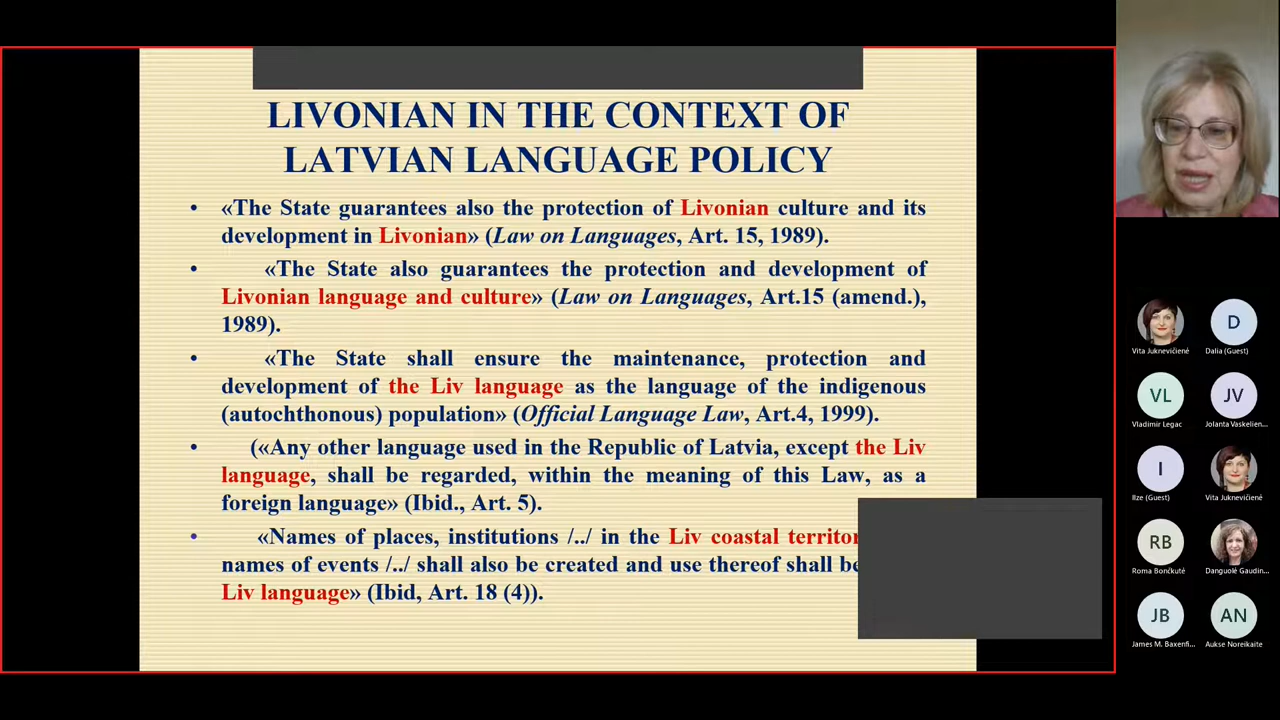 LIVONIAN IN THE CONTEXT OF
LATVIAN LANGUAGE POLICY
• «The State guarantees also the protection of Livonian culture and its
development in Livonian» (Law on Languages, Art. 15, 1989).
• «The State also guarantees the protection and development of
Livonian language and culture» (Law on Languages, Art.15 (amend.),
1989).
• «The State shall ensure the maintenance, protection and
development of the Liv language as the language of the indigenous
(autochthonous) population» (Official Language Law, Art.4, 1999).
• («Any other language used in the Republic of Latvia, except the Liv
language, shall be regarded, within the meaning of this Law, as a
foreign language» (Ibid., Art. 5).
• «Names of places, institutions /../ in the Liv coastal
names of events /../ shall also be created and use thereof shall be
Liv language» (Ibid, Art. 18 (4)).
Vita Juknevičienė
D
Dalia (Guest)
VL
Vladimir Legac
JV
Jolanta Vaskelien...
I
Ilze (Guest)
Vita Juknevičienė
RB
Roma Bončkutė
Danguolė Gaudin...
JB
James M. Baxenfi...
AN
Aukse Noreikaite